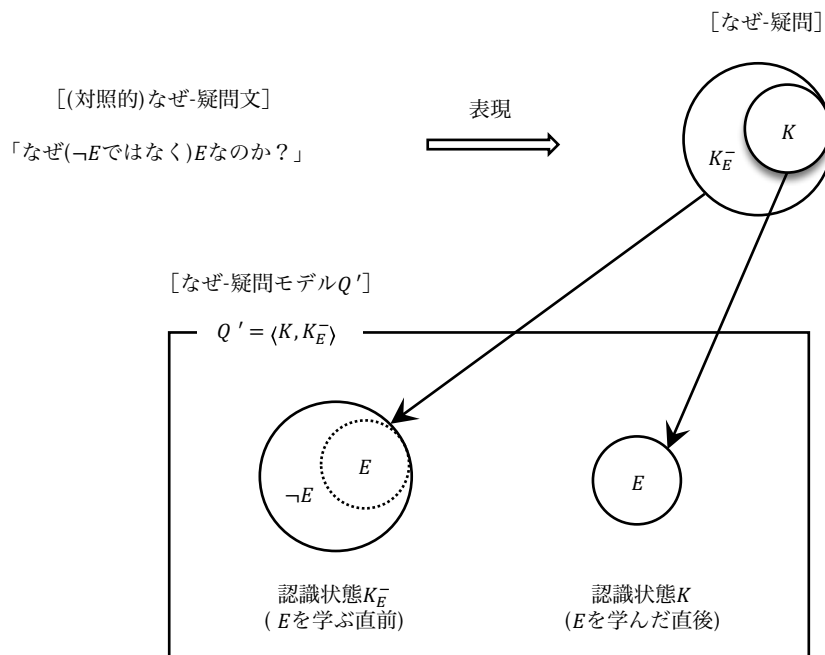 [なぜ-疑問]
[(対照的)なぜ-疑問文]
表現
「なぜ(¬Eではなく)Eなのか？」
K
K_E^-
[なぜ-疑問モデルQ′]
Q′ = ⟨K, K_E^-⟩
E
¬E
E
認識状態K_E^-
( Eを学ぶ直前)
認識状態K
(Eを学んだ直後)